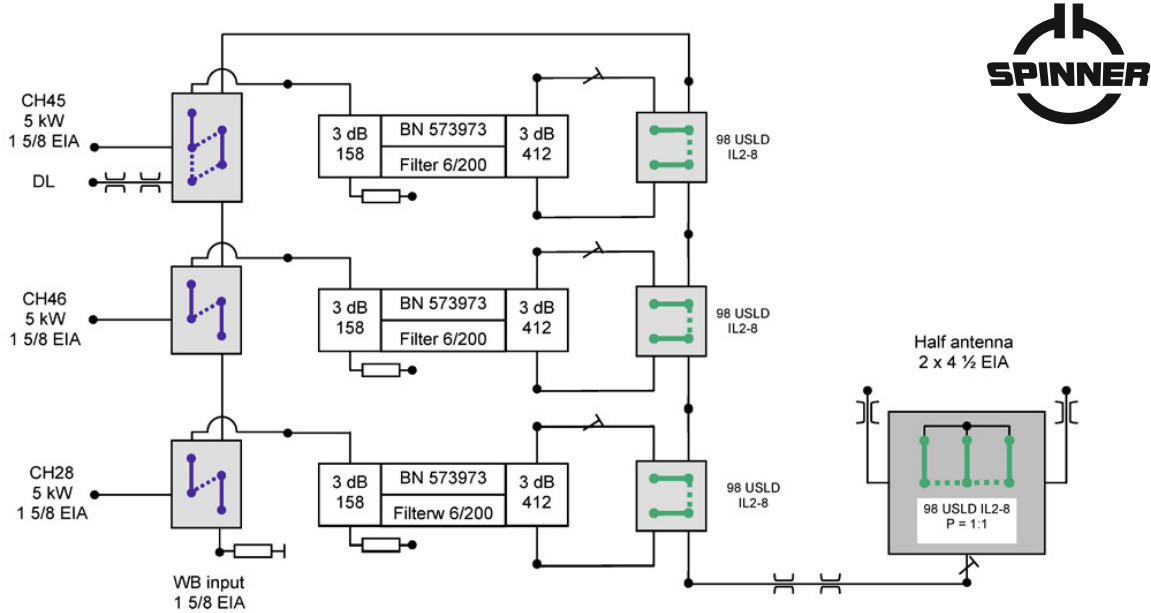 SPINNER
CH45
5 kW
1 5/8 EIA
DL
3 dB
158
BN 573973
Filter 6/200
3 dB
412
98 USLD
IL2-8
CH46
5 kW
1 5/8 EIA
3 dB
158
BN 573973
Filter 6/200
3 dB
412
98 USLD
IL2-8
Half antenna
2 x 4 ½ EIA
CH28
5 kW
1 5/8 EIA
3 dB
158
BN 573973
Filterw 6/200
3 dB
412
98 USLD
IL2-8
98 USLD IL2-8
P = 1:1
WB input
1 5/8 EIA